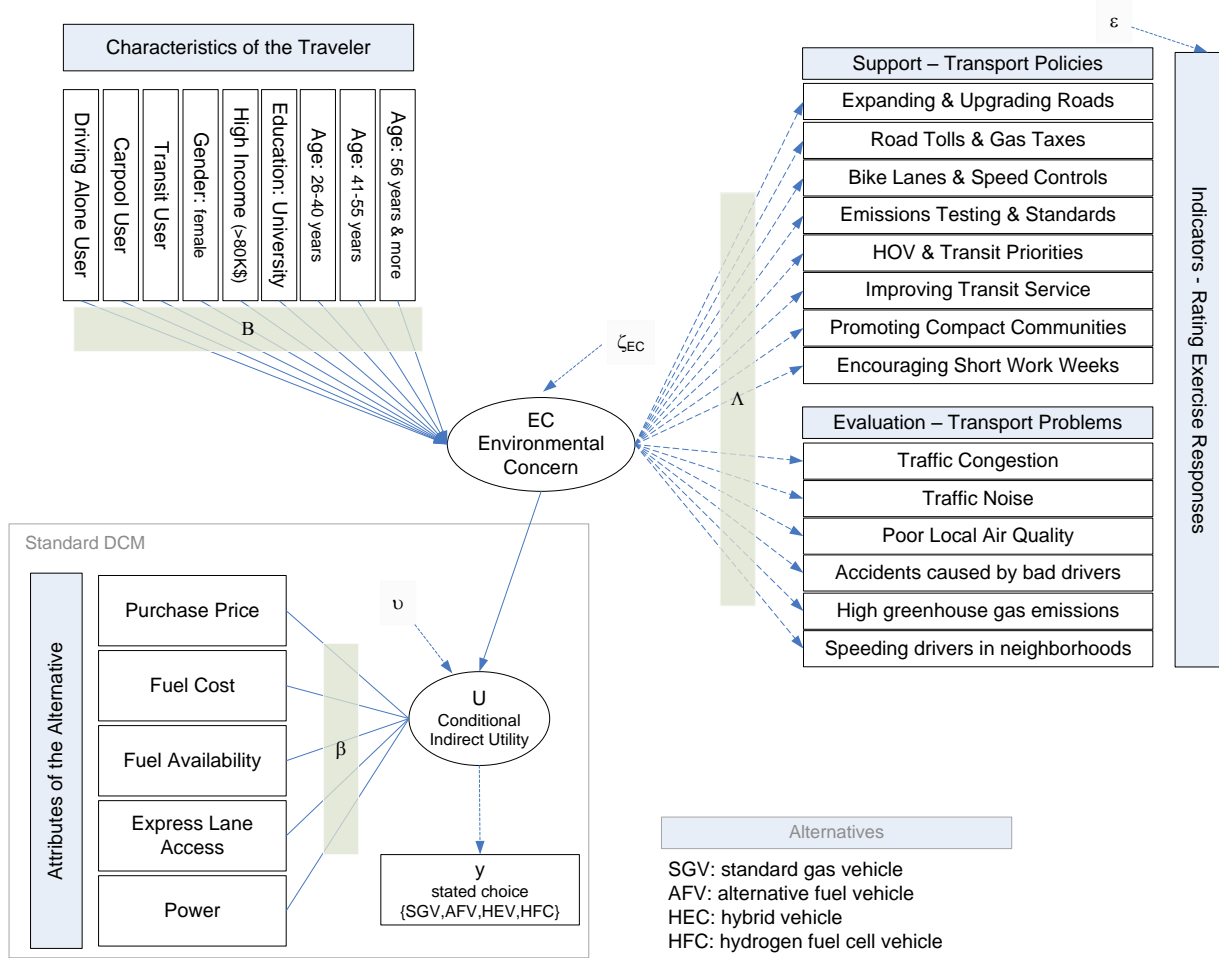 Characteristics of the Traveler
Driving Alone User
Carpool User
Transit User
Gender: female
High Income (>80K$)
Education: University
Age: 26-40 years
Age: 41-55 years
Age: 56 years & more
B
ζEC
EC
Environmental
Concern
Λ
ε
Support – Transport Policies
Expanding & Upgrading Roads
Road Tolls & Gas Taxes
Bike Lanes & Speed Controls
Emissions Testing & Standards
HOV & Transit Priorities
Improving Transit Service
Promoting Compact Communities
Encouraging Short Work Weeks
Evaluation – Transport Problems
Traffic Congestion
Traffic Noise
Poor Local Air Quality
Accidents caused by bad drivers
High greenhouse gas emissions
Speeding drivers in neighborhoods
Indicators - Rating Exercise Responses
Standard DCM
Attributes of the Alternative
Purchase Price
Fuel Cost
Fuel Availability
Express Lane
Access
Power
β
υ
U
Conditional
Indirect Utility
y
stated choice
{SGV,AFV,HEV,HFC}
Alternatives
SGV: standard gas vehicle
AFV: alternative fuel vehicle
HEC: hybrid vehicle
HFC: hydrogen fuel cell vehicle